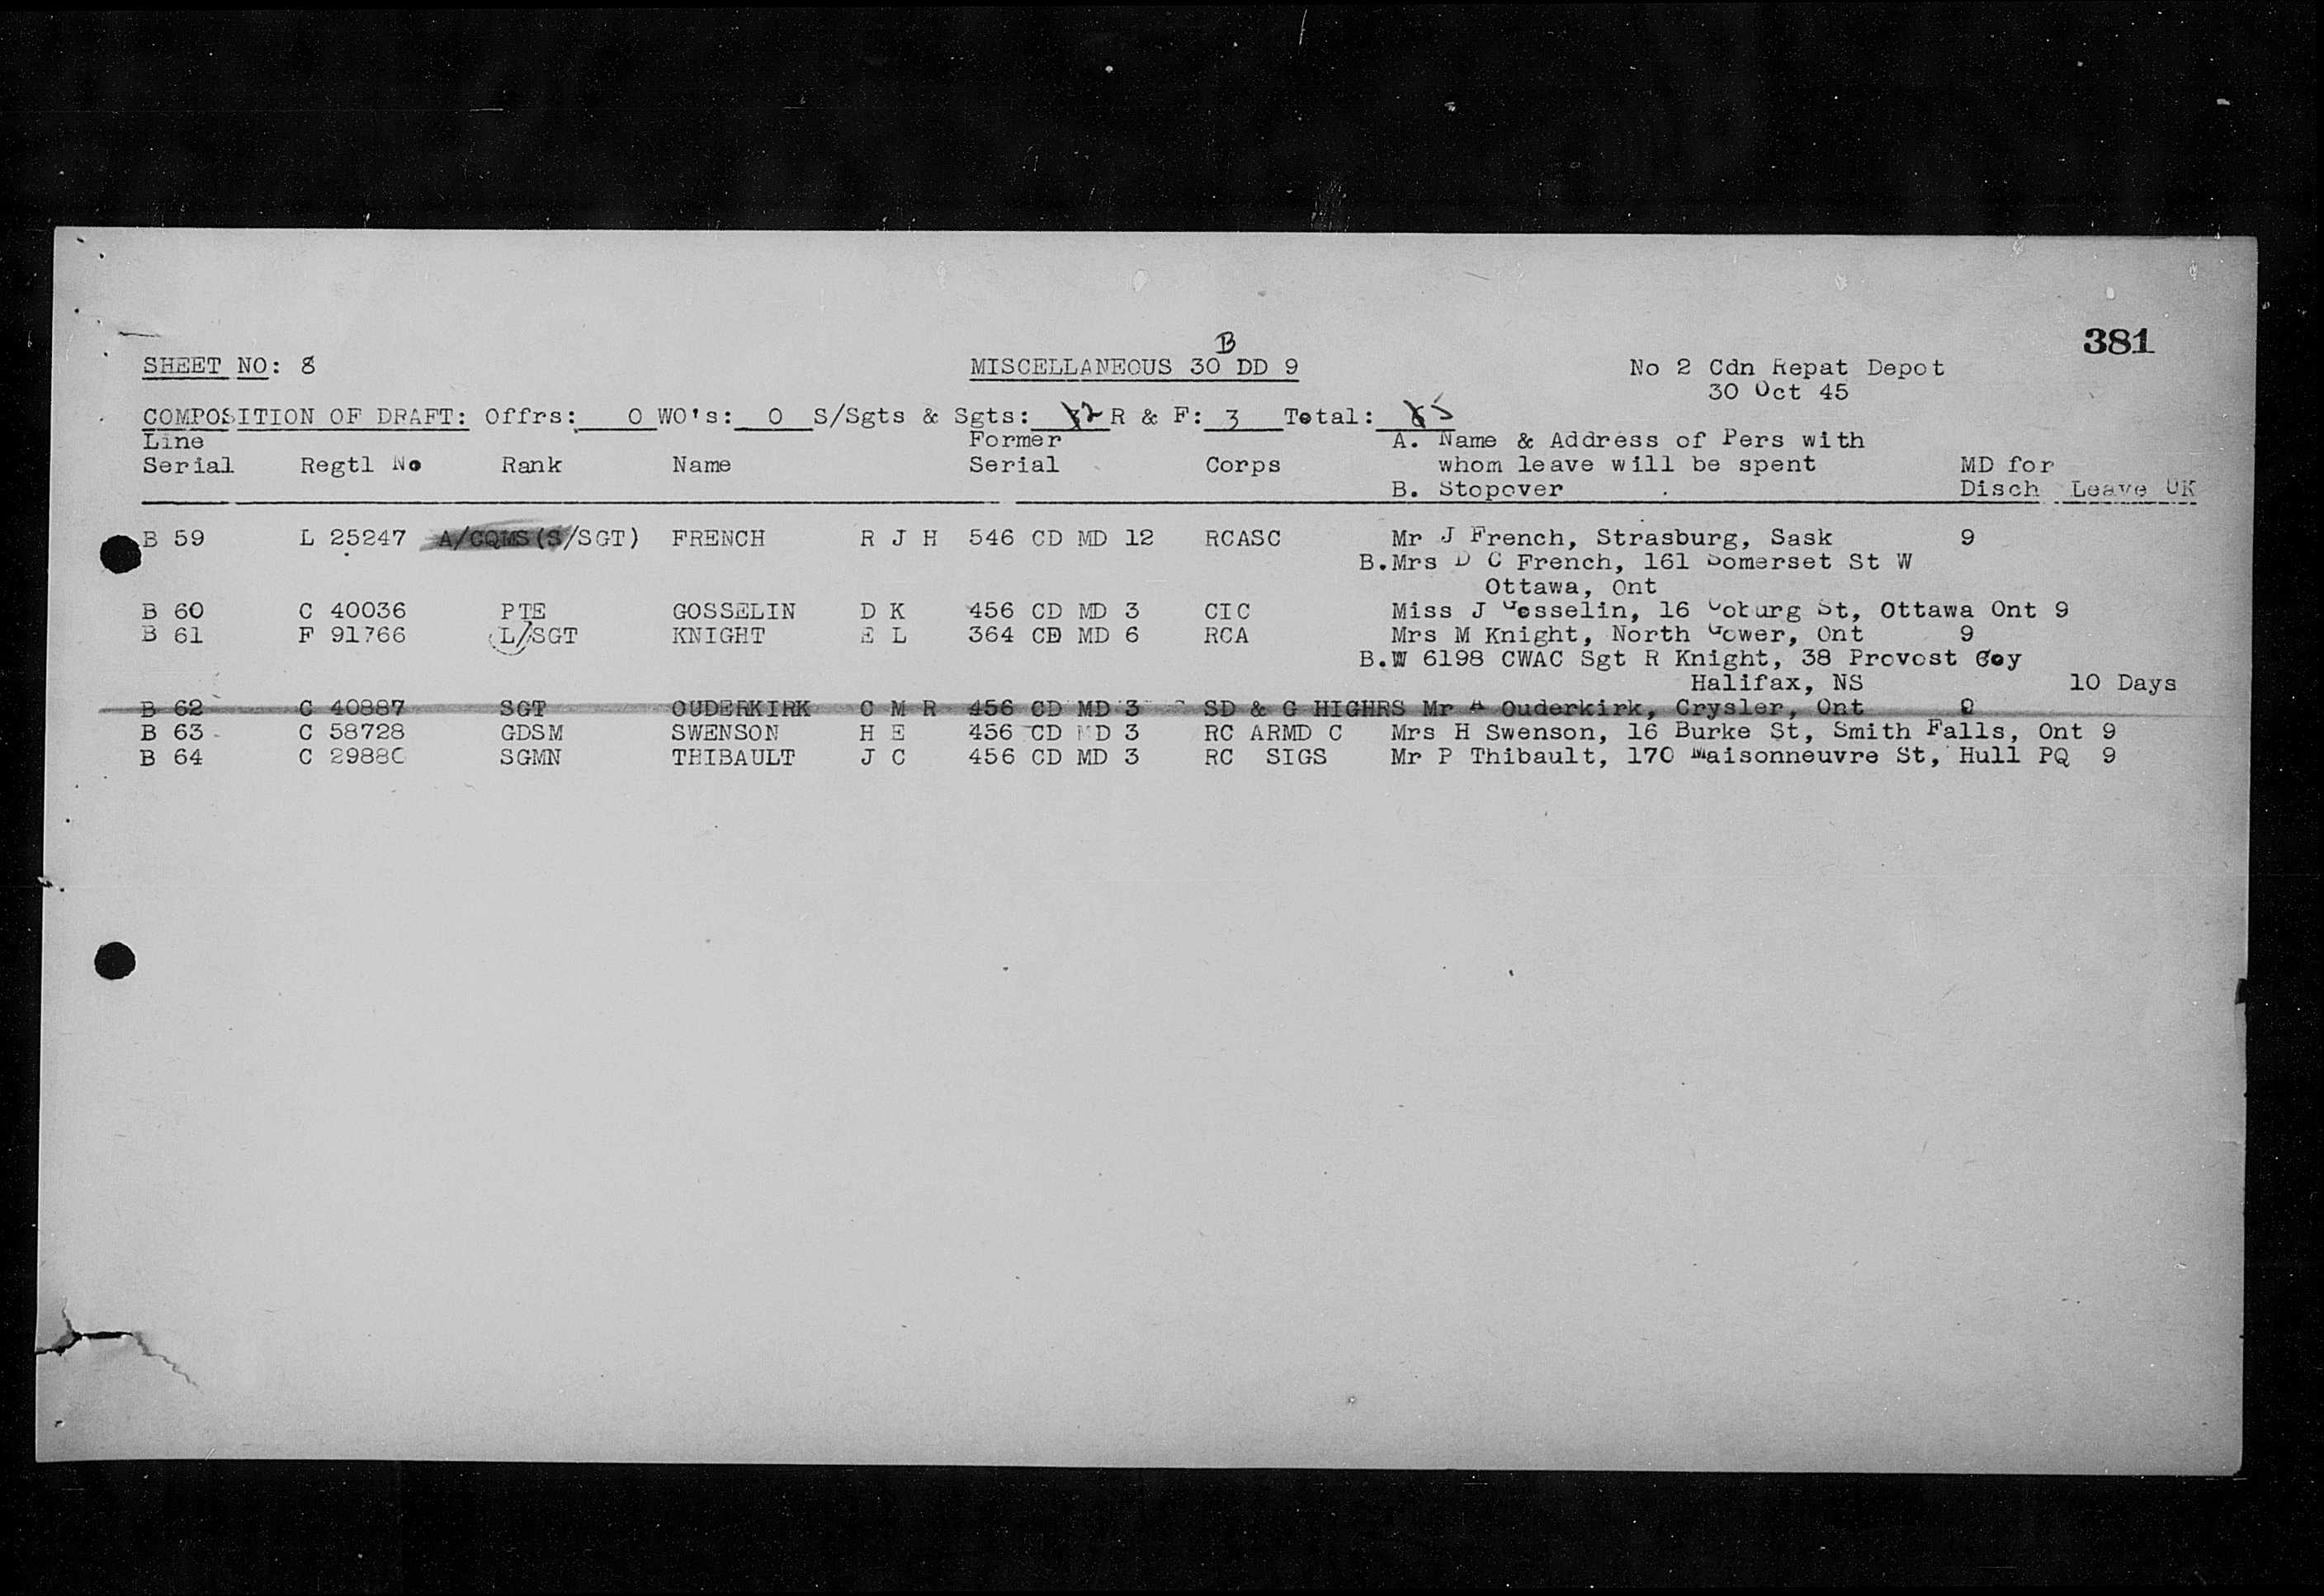 381
B
SHEET NO: 8 MISCELLANEOUS 30 DD 9 No 2 Cdn Repat Depot
30 Oct 45
COMPOSITION OF DRAFT: Offrs: 0 WO's: 0 S/Sgts & Sgts: 2 R & F: 3 Total: 5
Line Former A. Name & Address of Pers with
Serial Regtl No Rank Name Serial Corps whom leave will be spent MD for
B. Stopover Disch Leave UK
B 59 L 25247 A/CQMS(S/SGT) FRENCH R J H 546 CD MD 12 RCASC Mr J French, Strasburg, Sask 9
B.Mrs D C French, 161 Somerset St W
Ottawa, Ont
B 60 C 40036 PTE GOSSELIN D K 456 CD MD 3 CIC Miss J Gosselin, 16 Coburg St, Ottawa Ont 9
B 61 F 91766 L/SGT KNIGHT E L 364 CD MD 6 RCA Mrs M Knight, North Gower, Ont 9
B.W 6198 CWAC Sgt R Knight, 38 Provost Coy
Halifax, NS 10 Days
B 62 C 40887 SGT OUDERKIRK C M R 456 CD MD 3 SD & G HIGHRS Mr A Ouderkirk, Crysler, Ont 9
B 63 C 58728 GDSM SWENSON H E 456 CD MD 3 RC ARMD C Mrs H Swenson, 16 Burke St, Smith Falls, Ont 9
B 64 C 29880 SGMN THIBAULT J C 456 CD MD 3 RC SIGS Mr P Thibault, 170 Maisonneuvre St, Hull PQ 9